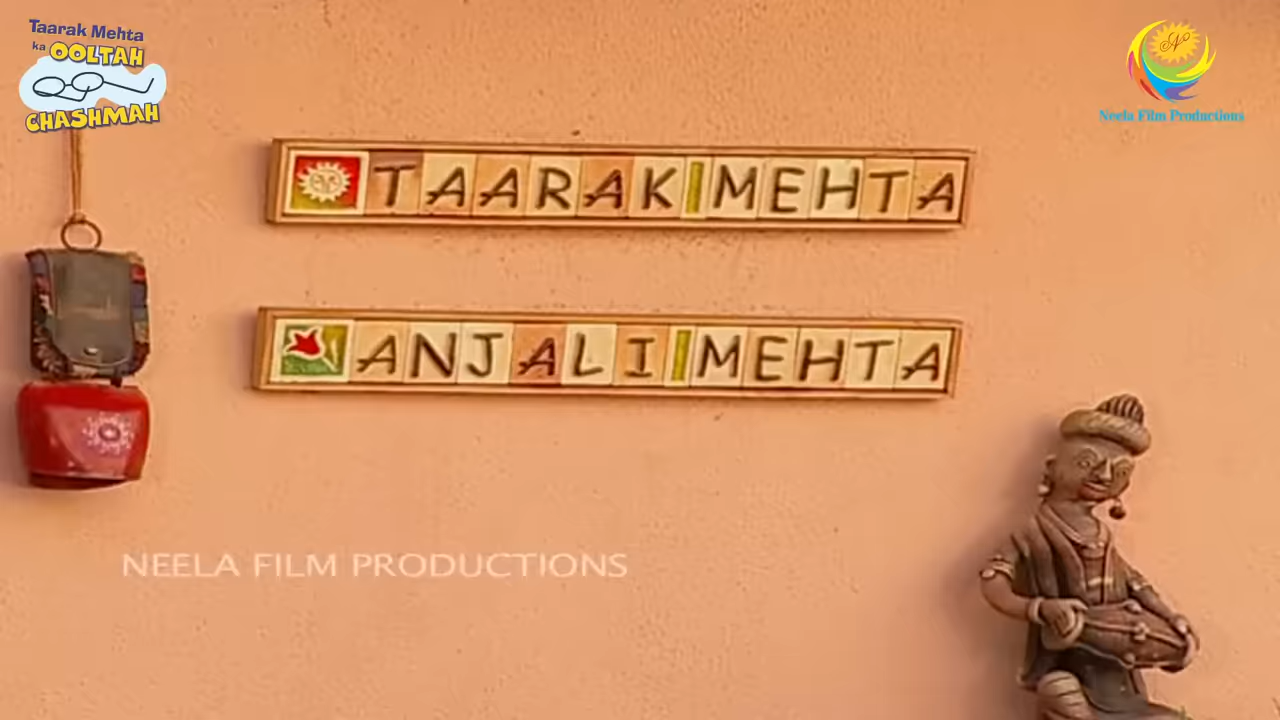 Taarak Mehta
ka OOLTAH
CHASHMAH
Neela Film Productions
TAARAK MEHTA
ANJALI MEHTA
NEELA FILM PRODUCTIONS